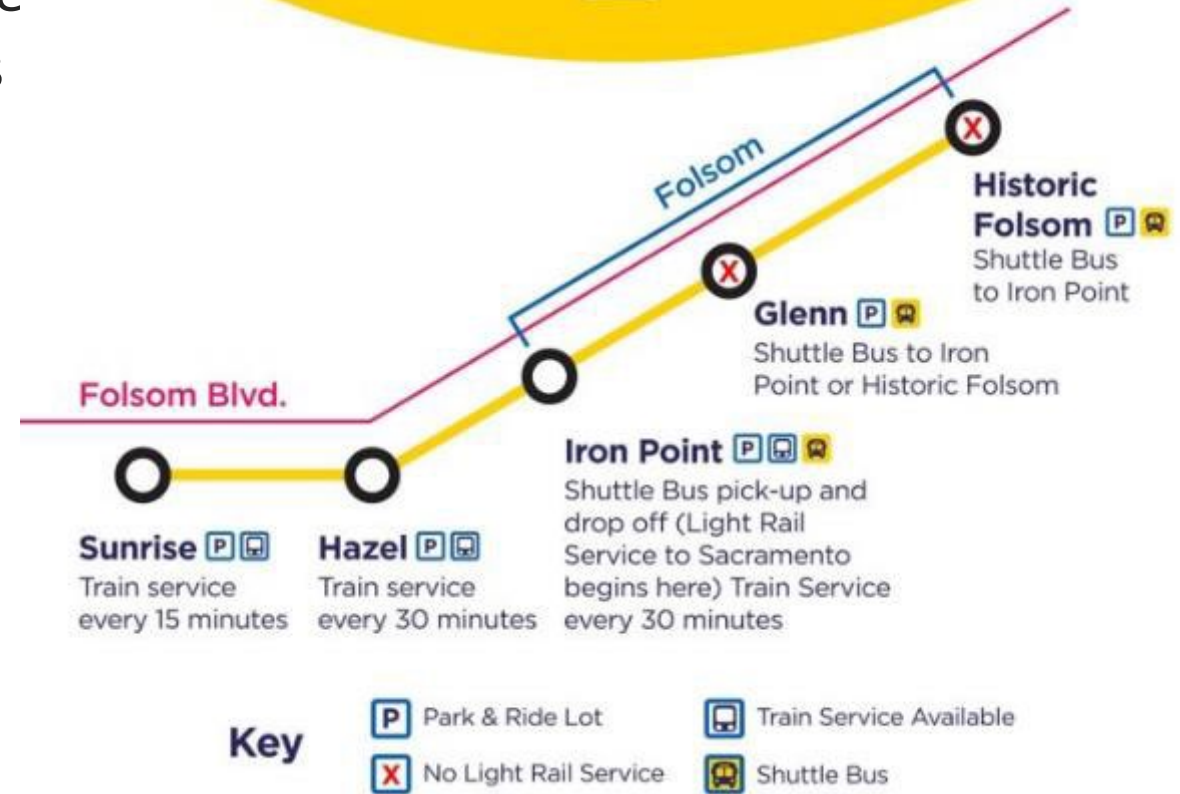 Folsom
X
Historic
Folsom P
Shuttle Bus
to Iron Point
X
Glenn P
Shuttle Bus to Iron
Point or Historic Folsom
Folsom Blvd.
Iron Point P
Shuttle Bus pick-up and
drop off (Light Rail
Service to Sacramento
begins here) Train Service
every 30 minutes
Sunrise P
Train service
every 15 minutes
Hazel P
Train service
every 30 minutes
Key
P Park & Ride Lot
Train Service Available
X No Light Rail Service
Shuttle Bus